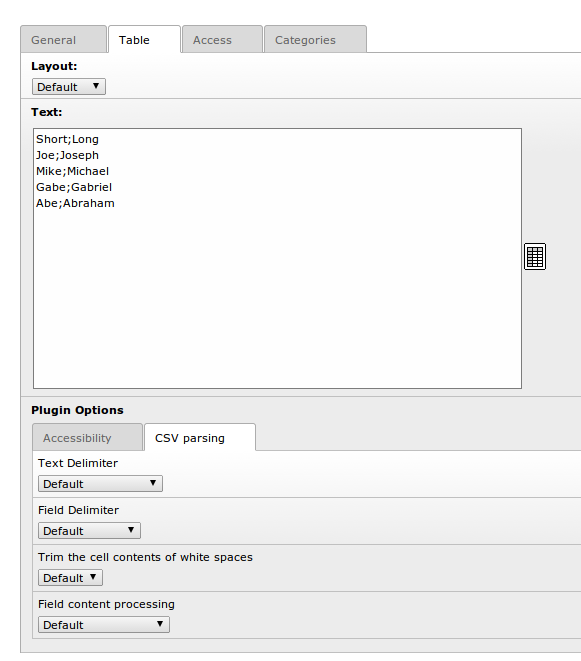 General Table Access Categories
Layout:
Default
Text:
Short;Long
Joe;Joseph
Mike;Michael
Gabe;Gabriel
Abe;Abraham
Plugin Options
Accessibility CSV parsing
Text Delimiter
Default
Field Delimiter
Default
Trim the cell contents of white spaces
Default
Field content processing
Default